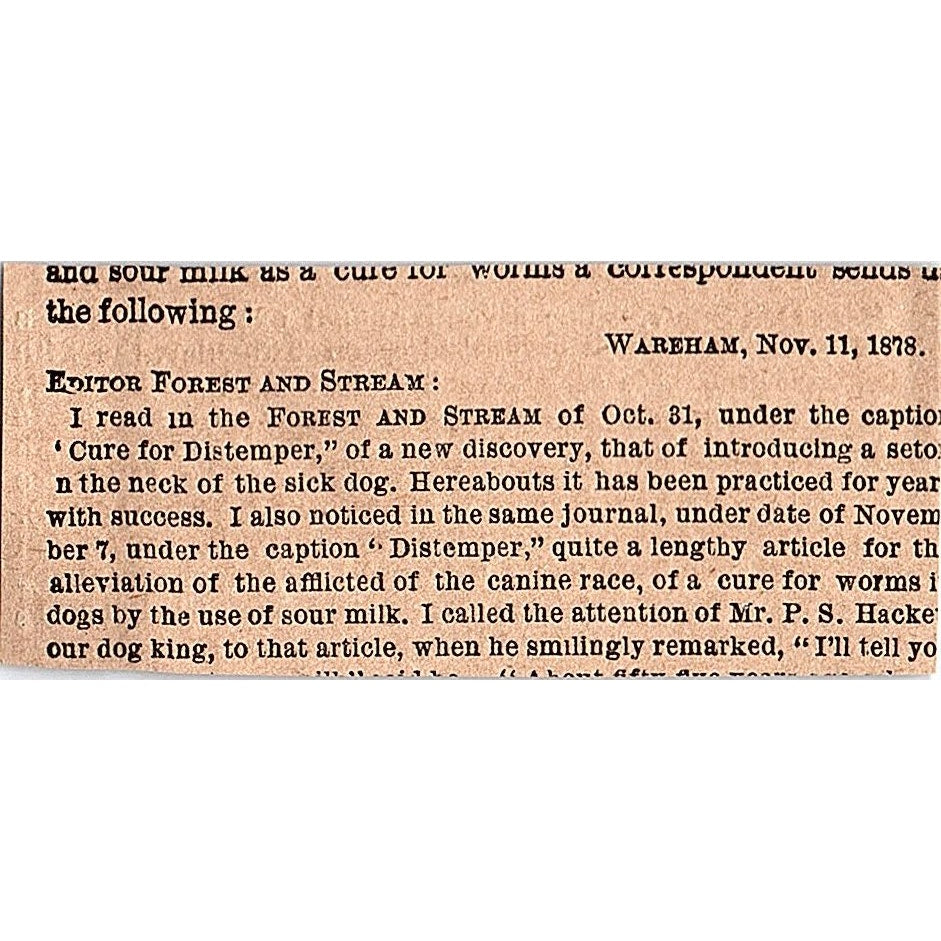 and sour milk as a cure for worms a correspondent sends u
the following :
WAREHAM, Nov. 11, 1878.
EDITOR FOREST AND STREAM :
I read in the FOREST AND STREAM of Oct. 31, under the caption
‘ Cure for Distemper,” of a new discovery, that of introducing a seto
n the neck of the sick dog. Hereabouts it has been practiced for year
with success. I also noticed in the same journal, under date of Novem
ber 7, under the caption “ Distemper,” quite a lengthy article for th
alleviation of the afflicted of the canine race, of a cure for worms i
dogs by the use of sour milk. I called the attention of Mr. P. S. Hacke
our dog king, to that article, when he smilingly remarked, “ I’ll tell yo
“ About fifty five years